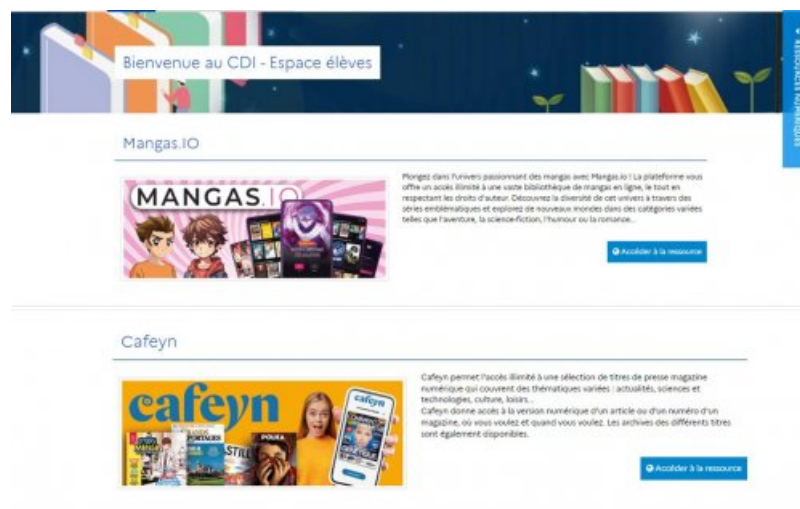 Bienvenue au CDI - Espace élèves
RESSOURCES NUMÉRIQUES
Mangas.IO
MANGAS.IO
Plongez dans l'univers passionnant des mangas avec Mangas.io ! La plateforme vous
offre un accès illimité à une vaste bibliothèque de mangas en ligne, le tout en
respectant les droits d'auteur. Découvrez la diversité de cet univers à travers des
séries emblématiques et explorez de nouveaux mondes dans des catégories variées
telles que l'aventure, la science-fiction, l'humour ou la romance...
Accéder à la ressource
Cafeyn
cafeyn
cafeyn
POLKA
Cafeyn permet l'accès illimité à une sélection de titres de presse magazine
numérique qui couvrent des thématiques variées : actualités, sciences et
technologies, culture, loisirs...
Cafeyn donne accès à la version numérique d'un article ou d'un numéro d'un
magazine, où vous voulez et quand vous voulez. Les archives des différents titres
sont également disponibles.
Accéder à la ressource